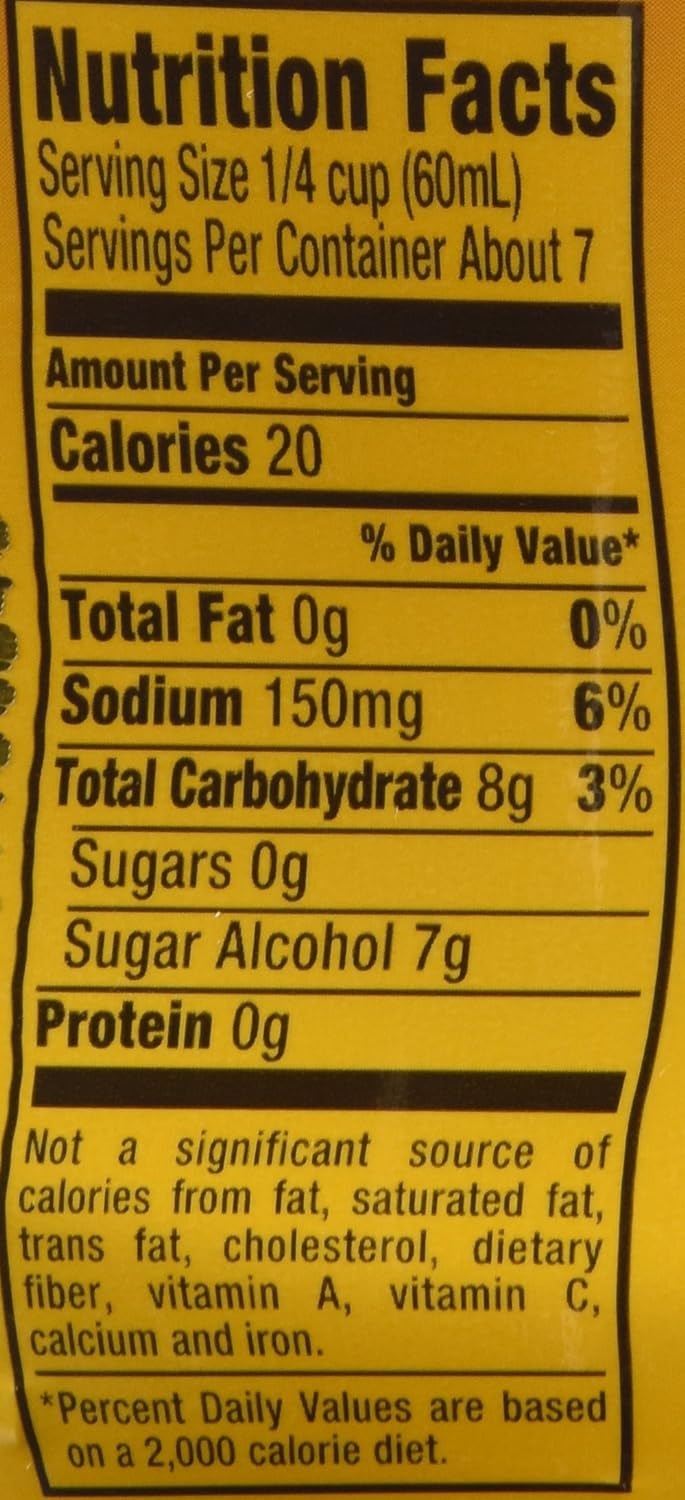 Nutrition Facts
Serving Size 1/4 cup (60mL)
Servings Per Container About 7
Amount Per Serving
Calories 20
% Daily Value*
Total Fat 0g 0%
Sodium 150mg 6%
Total Carbohydrate 8g 3%
Sugars 0g
Sugar Alcohol 7g
Protein 0g
Not a significant source of
calories from fat, saturated fat,
trans fat, cholesterol, dietary
fiber, vitamin A, vitamin C,
calcium and iron.
*Percent Daily Values are based
on a 2,000 calorie diet.